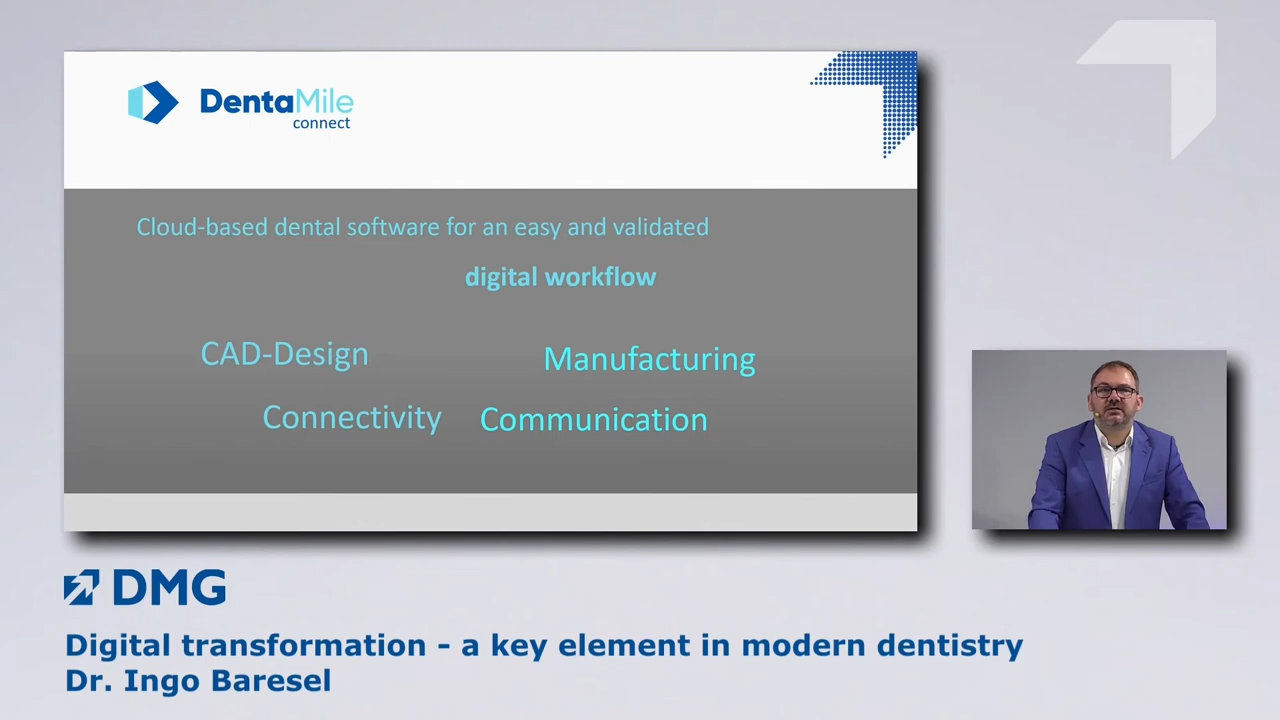 DentaMile
connect
Cloud-based dental software for an easy and validated
digital workflow
CAD-Design
Manufacturing
Connectivity
Communication
DMG
Digital transformation - a key element in modern dentistry
Dr. Ingo Baresel